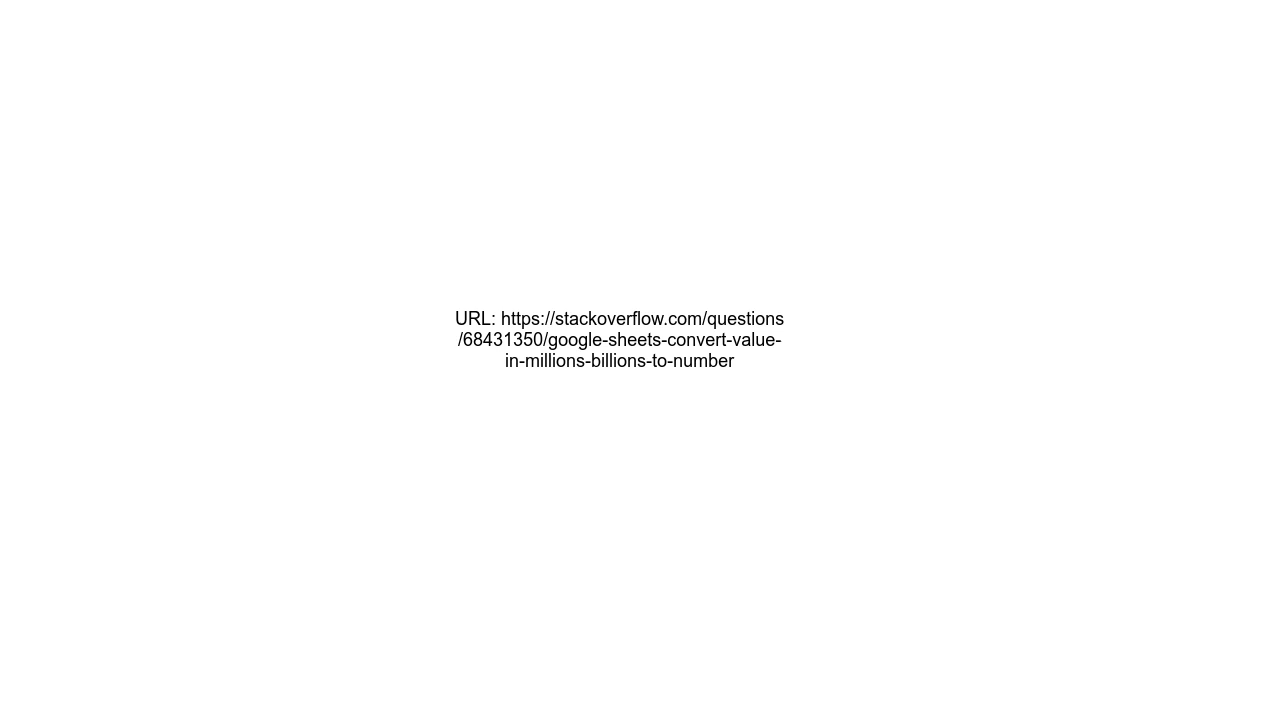 URL: https://stackoverflow.com/questions
/68431350/google-sheets-convert-value-
in-millions-billions-to-number